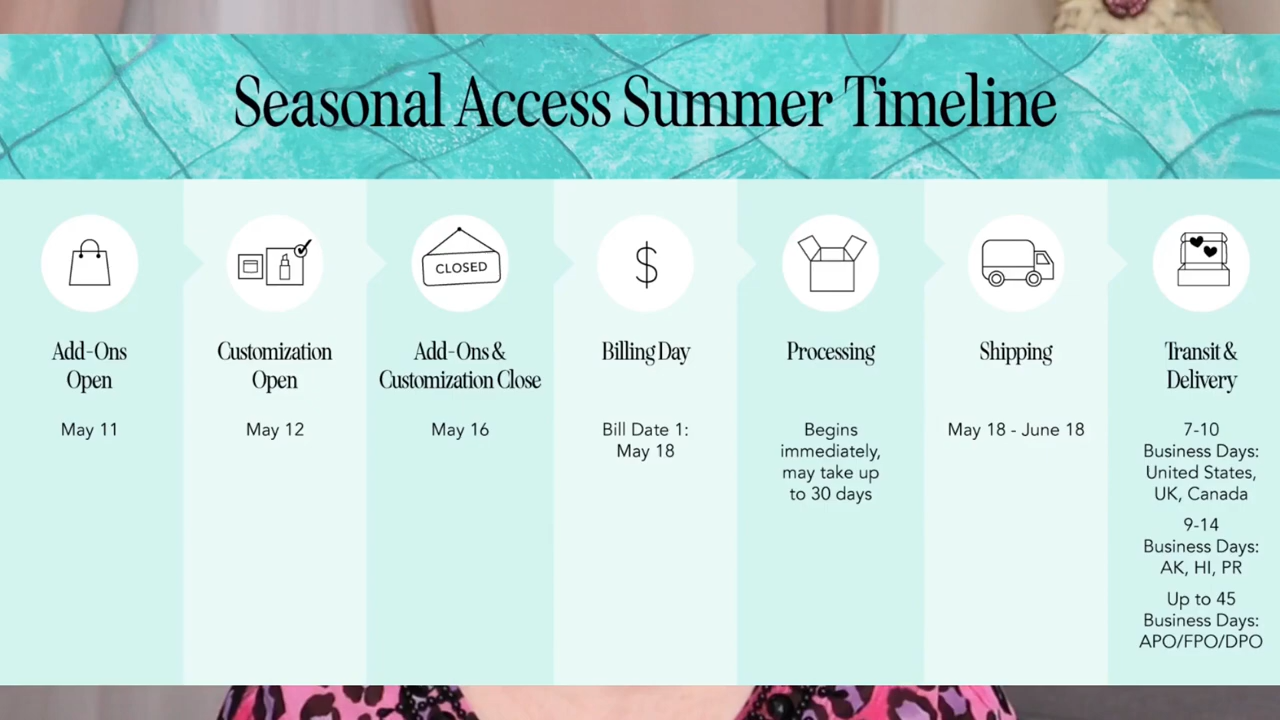 Seasonal Access Summer Timeline
Add-Ons
Open
May 11
Customization
Open
May 12
CLOSED
Add-Ons &
Customization Close
May 16
$
Billing Day
Bill Date 1:
May 18
Processing
Begins
immediately,
may take up
to 30 days
Shipping
May 18 - June 18
Transit &
Delivery
7-10
Business Days:
United States,
UK, Canada
9-14
Business Days:
AK, HI, PR
Up to 45
Business Days:
APO/FPO/DPO